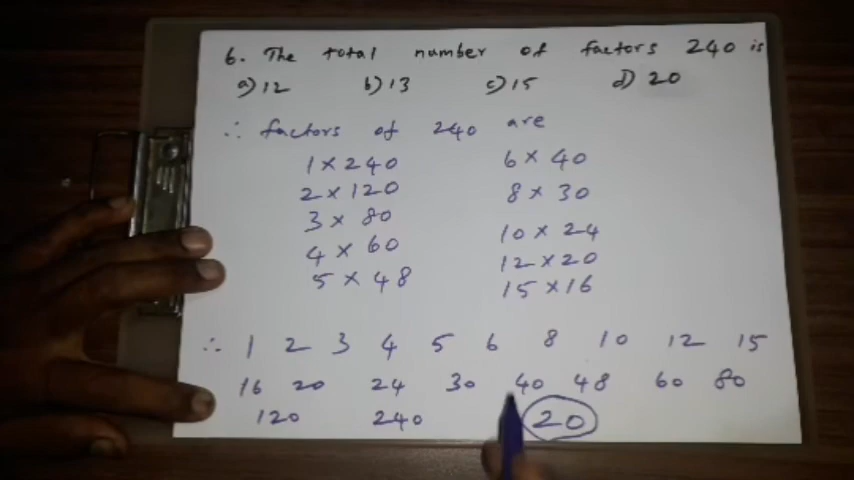 6. The total number of factors 240 is
a) 12 b) 13 c) 15 d) 20
∴ factors of 240 are
1 × 240 6 × 40
2 × 120 8 × 30
3 × 80 10 × 24
4 × 60 12 × 20
5 × 48 15 × 16
∴ 1 2 3 4 5 6 8 10 12 15
16 20 24 30 40 48 60 80
120 240 20